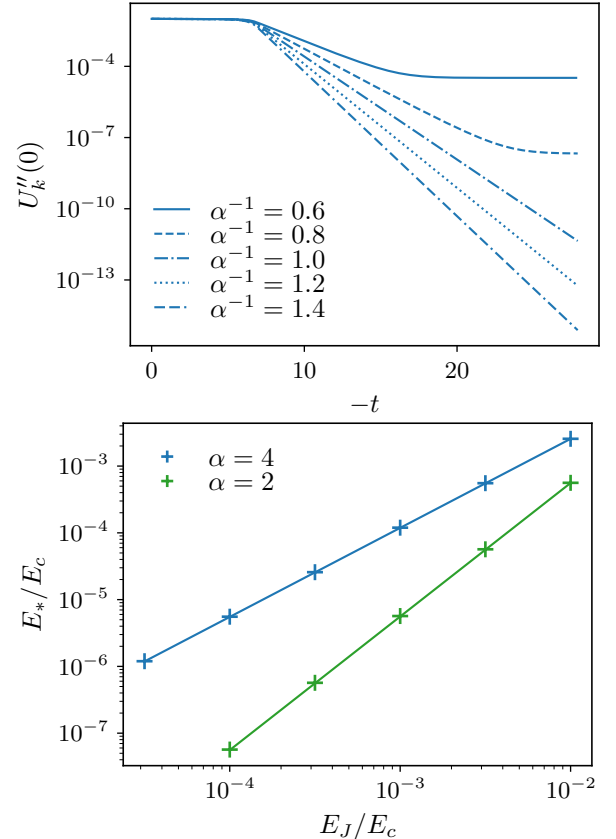 10⁻⁴
10⁻⁷
10⁻¹⁰
10⁻¹³
U″ₖ(0)
α⁻¹ = 0.6
α⁻¹ = 0.8
α⁻¹ = 1.0
α⁻¹ = 1.2
α⁻¹ = 1.4
0 10 20
−t
10⁻³
10⁻⁴
10⁻⁵
10⁻⁶
10⁻⁷
E_*/E_c
α = 4
α = 2
10⁻⁴ 10⁻³ 10⁻²
E_J/E_c